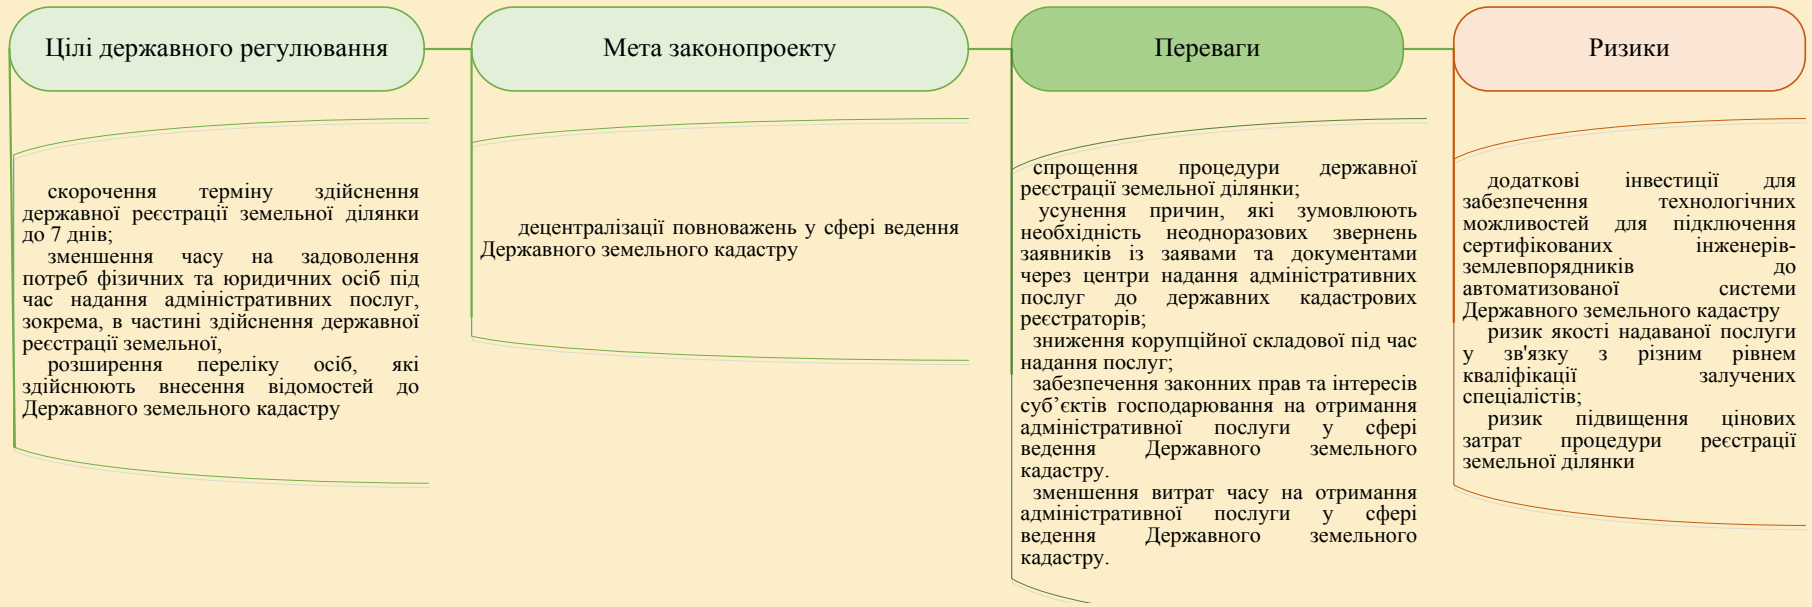 Цілі державного регулювання
скорочення терміну здійснення
державної реєстрації земельної ділянки
до 7 днів;
зменшення часу на задоволення
потреб фізичних та юридичних осіб під
час надання адміністративних послуг,
зокрема, в частині здійснення державної
реєстрації земельної,
розширення переліку осіб, які
здійснюють внесення відомостей до
Державного земельного кадастру
Мета законопроекту
децентралізації повноважень у сфері ведення
Державного земельного кадастру
Переваги
спрощення процедури державної
реєстрації земельної ділянки;
усунення причин, які зумовлюють
необхідність неодноразових звернень
заявників із заявами та документами
через центри надання адміністративних
послуг до державних кадастрових
реєстраторів;
зниження корупційної складової під час
надання послуг;
забезпечення законних прав та інтересів
суб’єктів господарювання на отримання
адміністративної послуги у сфері
ведення Державного земельного
кадастру.
зменшення витрат часу на отримання
адміністративної послуги у сфері
ведення Державного земельного
кадастру.
Ризики
додаткові інвестиції для
забезпечення технологічних
можливостей для підключення
сертифікованих інженерів-
землевпорядників до
автоматизованої системи
Державного земельного кадастру
ризик якості надаваної послуги
у зв'язку з різним рівнем
кваліфікації залучених
спеціалістів;
ризик підвищення цінових
затрат процедури реєстрації
земельної ділянки